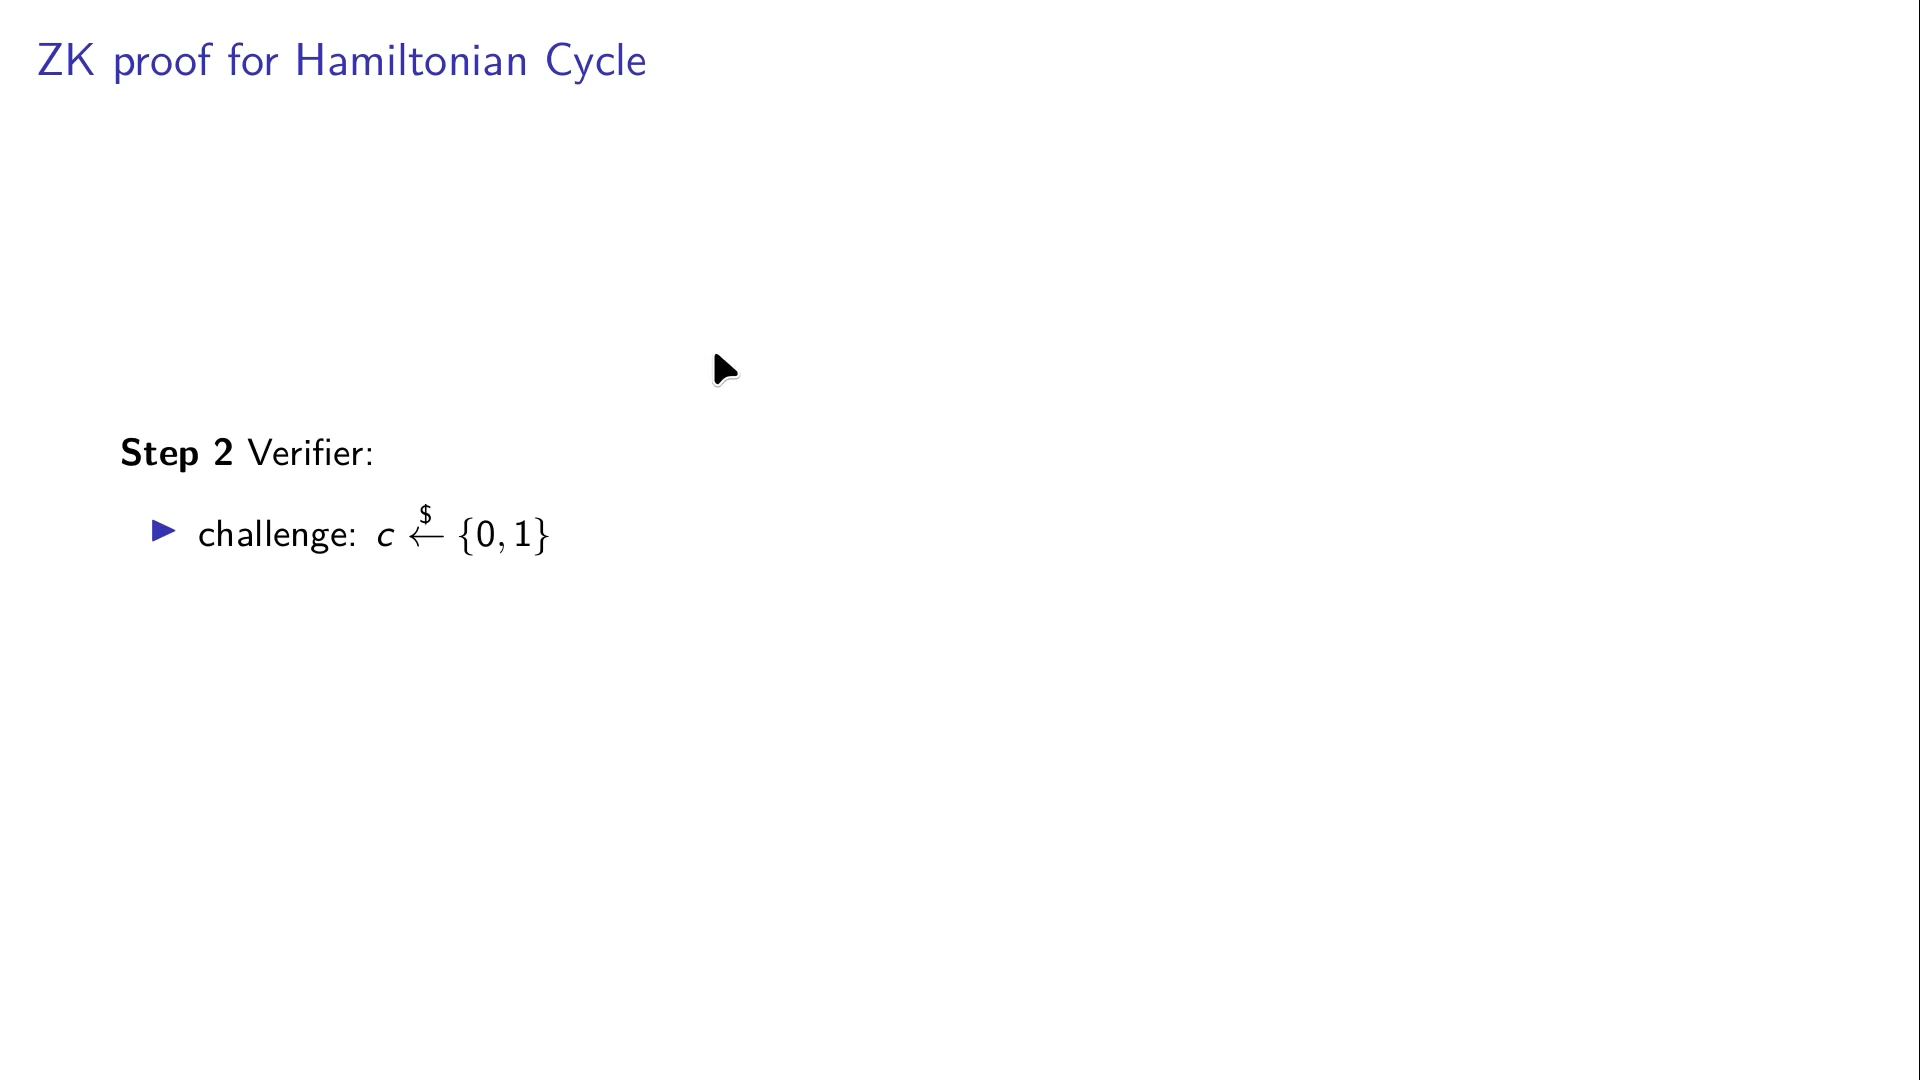 ZK proof for Hamiltonian Cycle
Step 2 Verifier:
▶ challenge: c $← {0, 1}